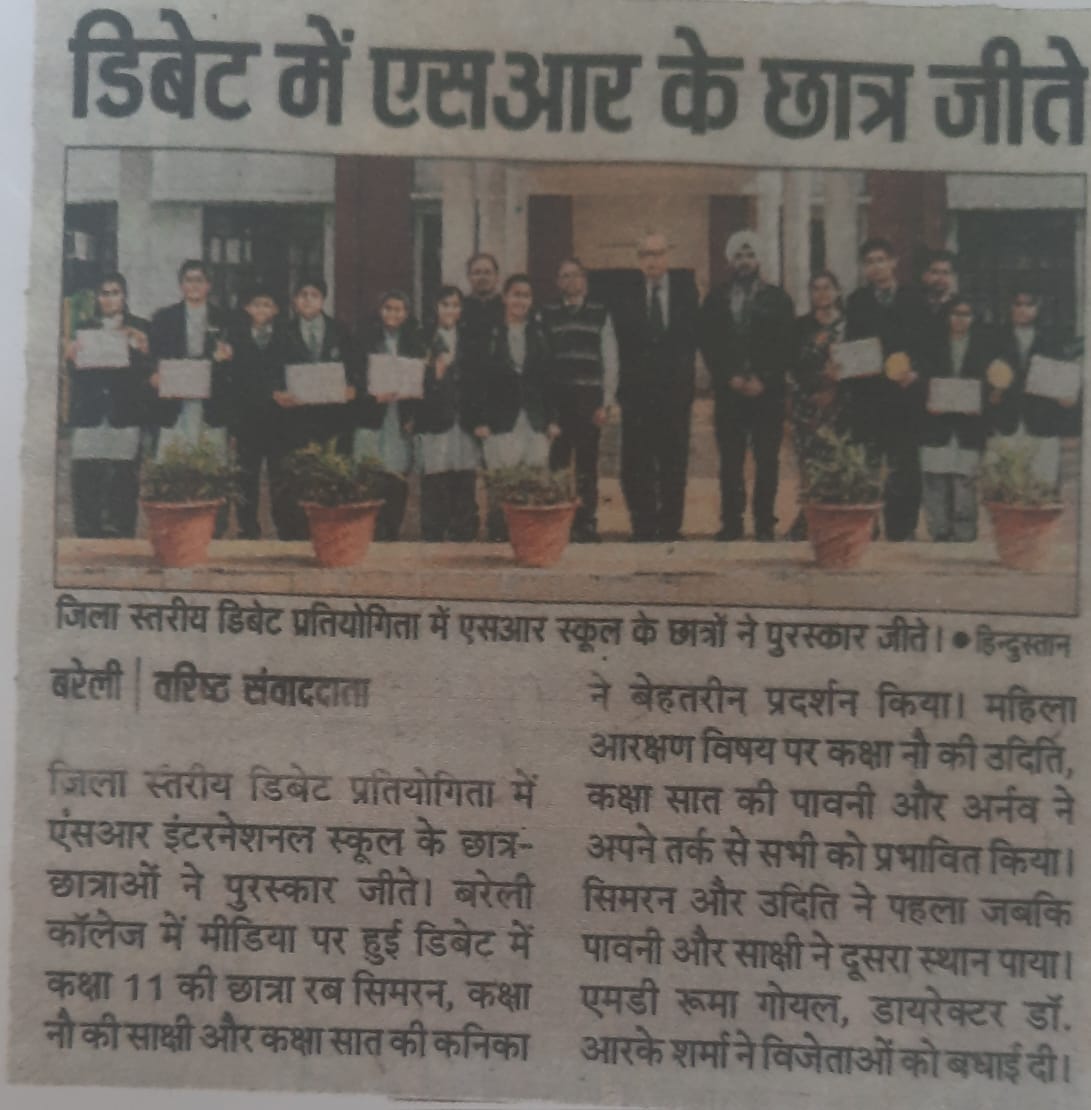 डिबेट में एसआर के छात्र जीते
जिला स्तरीय डिबेट प्रतियोगिता में एसआर स्कूल के छात्रों ने पुरस्कार जीते। ● हिन्दुस्तान
बरेली | वरिष्ठ संवाददाता
जिला स्तरीय डिबेट प्रतियोगिता में
एसआर इंटरनेशनल स्कूल के छात्र-
छात्राओं ने पुरस्कार जीते। बरेली
कॉलेज में मीडिया पर हुई डिबेट में
कक्षा 11 की छात्रा रब सिमरन, कक्षा
नौ की साक्षी और कक्षा सात की कनिका
ने बेहतरीन प्रदर्शन किया। महिला
आरक्षण विषय पर कक्षा नौ की उदिति,
कक्षा सात की पावनी और अर्नव ने
अपने तर्क से सभी को प्रभावित किया।
सिमरन और उदिति ने पहला जबकि
पावनी और साक्षी ने दूसरा स्थान पाया।
एमडी रूमा गोयल, डायरेक्टर डॉ.
आरके शर्मा ने विजेताओं को बधाई दी।